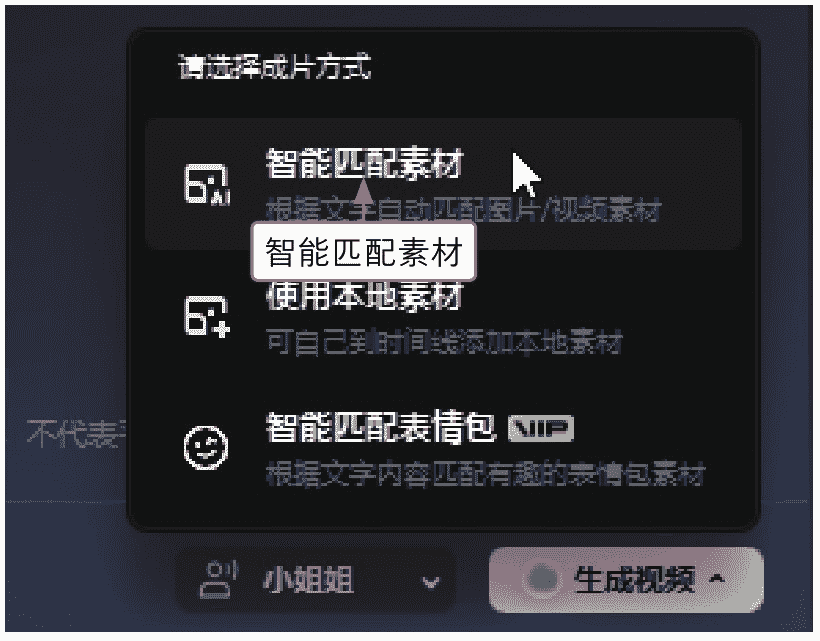 请选择成片方式
智能匹配素材
根据文字自动匹配图片/视频素材
智能匹配素材
使用本地素材
可自己到时间线添加本地素材
智能匹配表情包 VIP
根据文字内容匹配有趣的表情包素材
不代表
小姐姐
生成视频